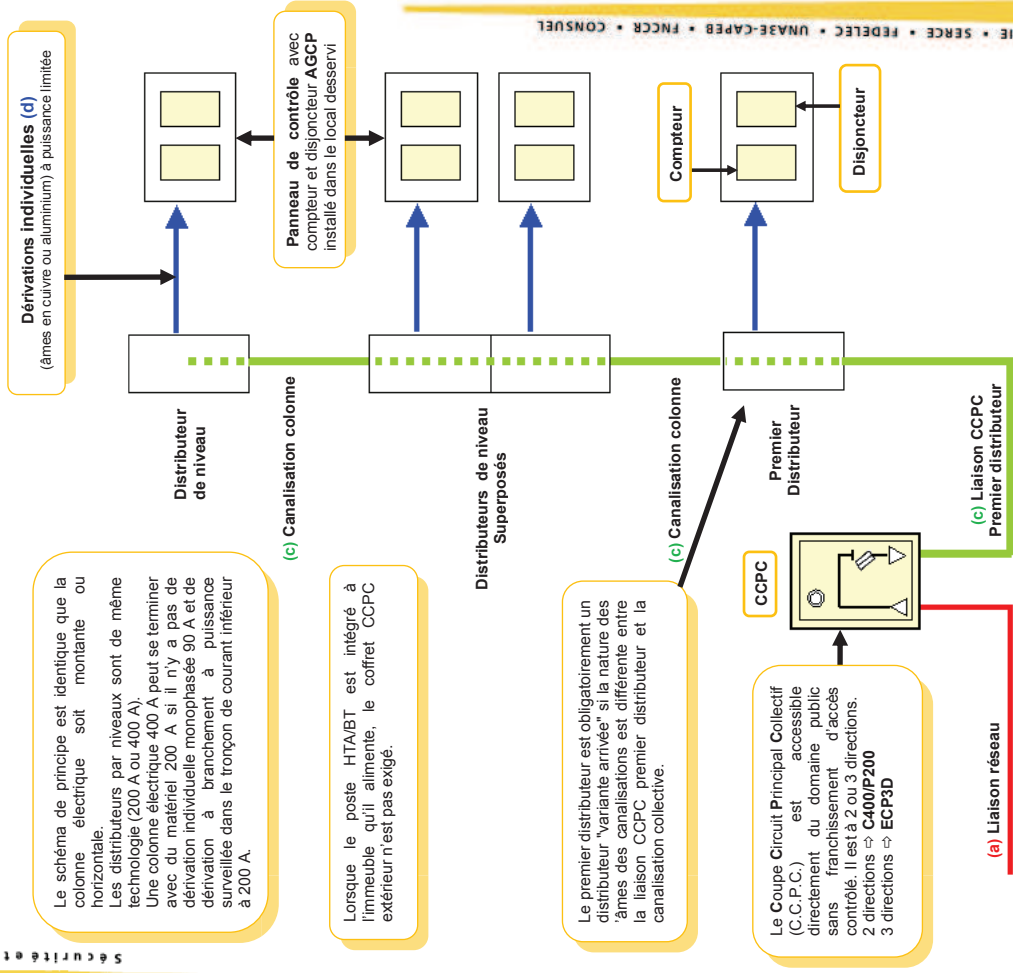 IE • SERCE • FEDELEC • UNA3E-CAPEB • FNCCR • CONSUEL
Dérivations individuelles (d)
(âmes en cuivre ou aluminium) à puissance limitée
Panneau de contrôle avec
compteur et disjoncteur AGCP
installé dans le local desservi
Compteur
Disjoncteur
Distributeur
de niveau
(c) Canalisation colonne
Distributeurs de niveau
Superposés
(c) Canalisation colonne
Premier
Distributeur
(c) Liaison CCPC
Premier distributeur
Le schéma de principe est identique que la
colonne électrique soit montante ou
horizontale.
Les distributeurs par niveaux sont de même
technologie (200 A ou 400 A).
Une colonne électrique 400 A peut se terminer
avec du matériel 200 A si il n'y a pas de
dérivation individuelle monophasée 90 A et de
dérivation à branchement à puissance
surveillée dans le tronçon de courant inférieur
à 200 A.
Lorsque le poste HTA/BT est intégré à
l'immeuble qu'il alimente, le coffret CCPC
extérieur n'est pas exigé.
Le premier distributeur est obligatoirement un
distributeur "variante arrivée" si la nature des
'âmes des canalisations est différente entre
la liaison CCPC premier distributeur et la
canalisation collective.
CCPC
Le Coupe Circuit Principal Collectif
(C.C.P.C.) est accessible
directement du domaine public
sans franchissement d'accès
contrôlé. Il est à 2 ou 3 directions.
2 directions ⇨ C400/P200
3 directions ⇨ ECP3D
(a) Liaison réseau
Sécurité et